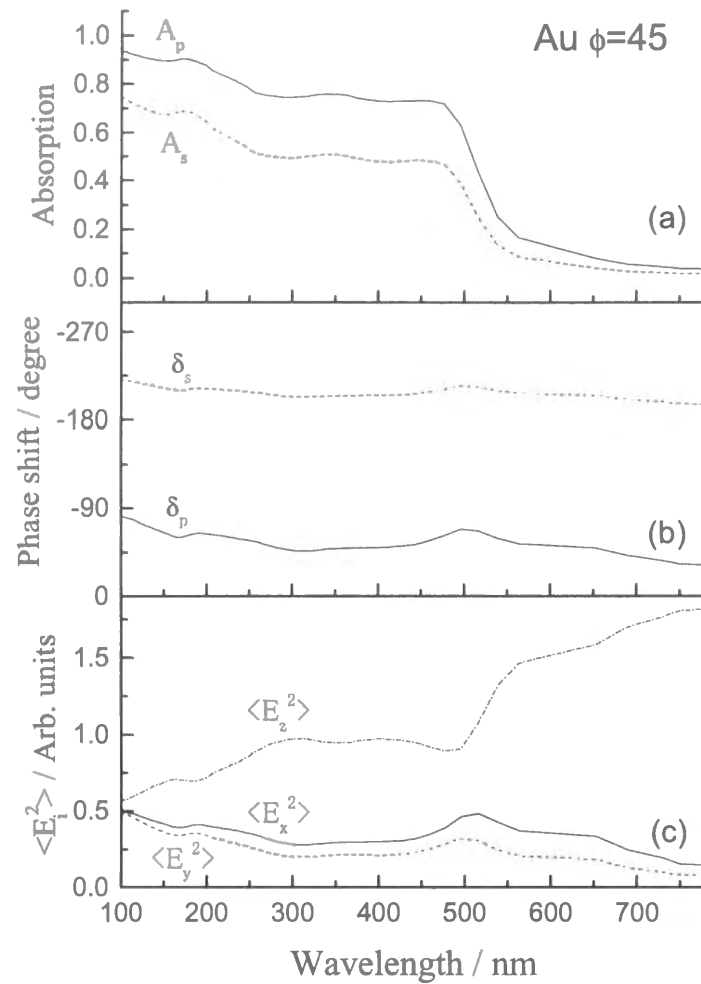 Au ϕ=45
A_p
A_s
1.0
0.8
0.6
0.4
0.2
0.0
Absorption
(a)
-270
-180
-90
0
Phase shift / degree
δ_s
δ_p
(b)
1.5
1.0
0.5
0.0
<E_i^2> / Arb. units
<E_z^2>
<E_x^2>
<E_y^2>
(c)
100 200 300 400 500 600 700
Wavelength / nm